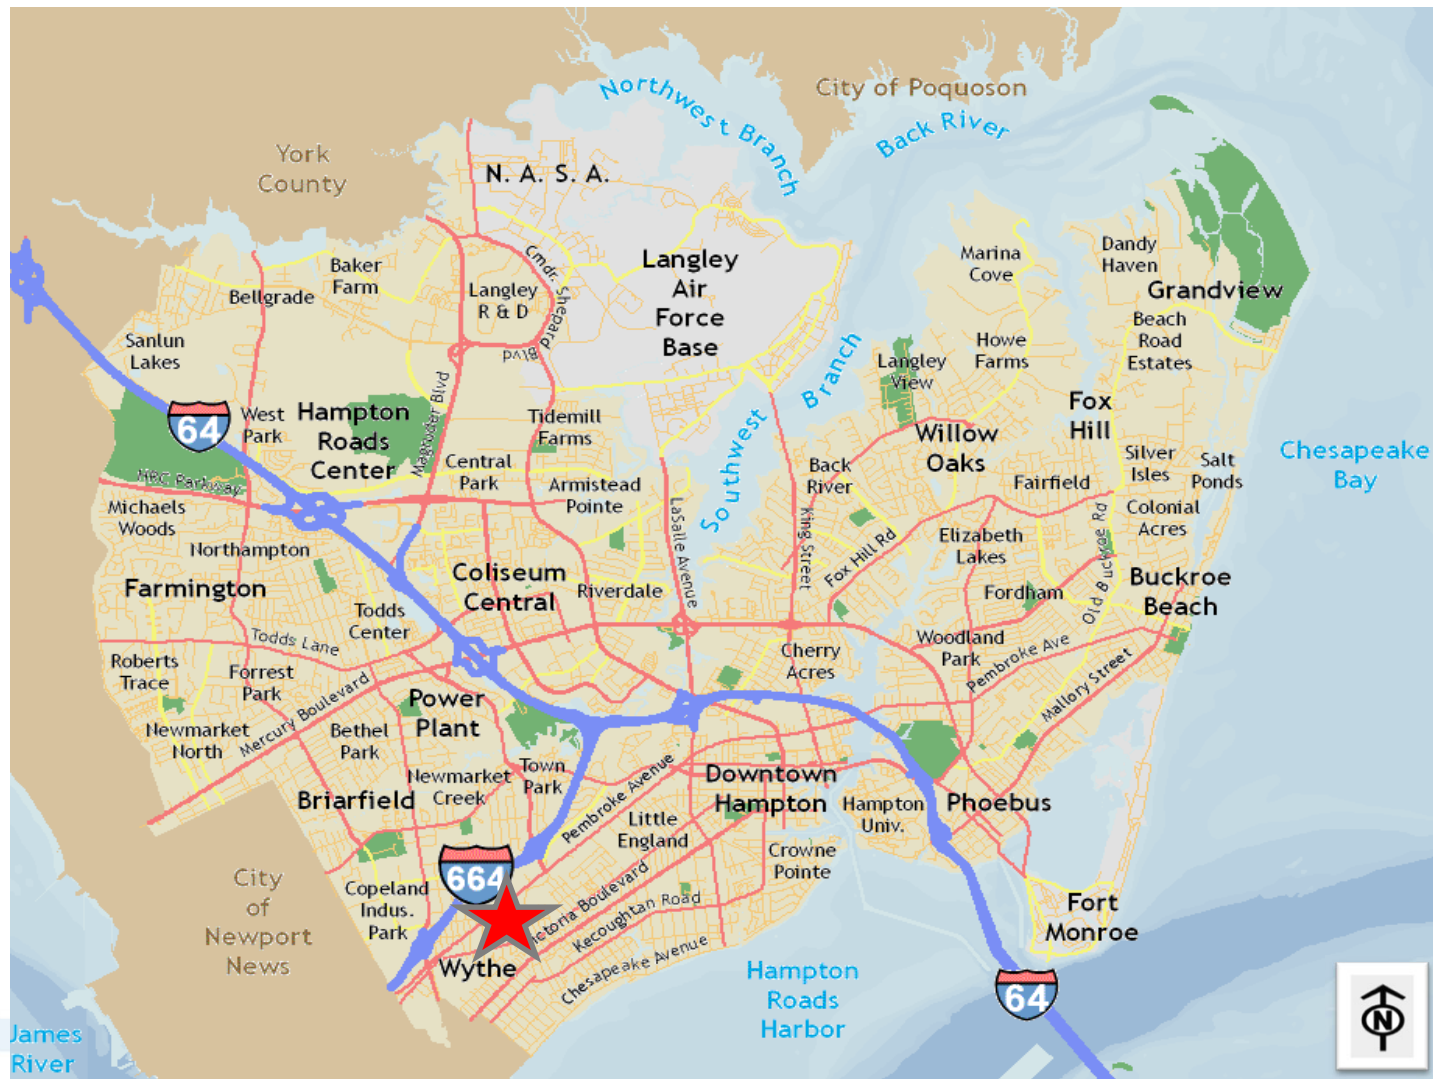 Northwest Branch
City of Poquoson
Back River
York
County
N. A. S. A.
Cmdr. Shepard
Blvd
Langley
Air
Force
Base
Marina
Cove
Dandy
Haven
Grandview
Baker
Farm
Bellgrade
Langley
R & D
Beach
Road
Estates
Sanlun
Lakes
Howe
Farms
Langley
View
Southwest
Branch
64
West
Park
Hampton
Roads
Center
Magruder Blvd
Tidemill
Farms
Fox
Hill
Willow
Oaks
Chesapeake
Bay
Central
Park
Back
River
Silver
Isles
Salt
Ponds
HRC Parkway
Armistead
Pointe
Fairfield
Michaels
Woods
LaSalle Avenue
King Street
Colonial
Acres
Northampton
Elizabeth
Lakes
Fox Hill Rd
Old Buckroe Rd
Farmington
Coliseum
Central
Riverdale
Fordham
Buckroe
Beach
Todds
Center
Todds Lane
Woodland
Park
Pembroke Ave
Cherry
Acres
Roberts
Trace
Forrest
Park
Mercury Boulevard
Mallory Street
Power
Plant
Newmarket
North
Bethel
Park
Town
Park
Newmarket
Creek
Briarfield
Pembroke Avenue
Downtown
Hampton
Hampton
Univ.
Phoebus
Little
England
Crowne
Pointe
664
City
of
Newport
News
Copeland
Indus.
Park
Boulevard
Kecoughtan Road
Chesapeake Avenue
Wythe
Fort
Monroe
Hampton
Roads
Harbor
64
N
James
River